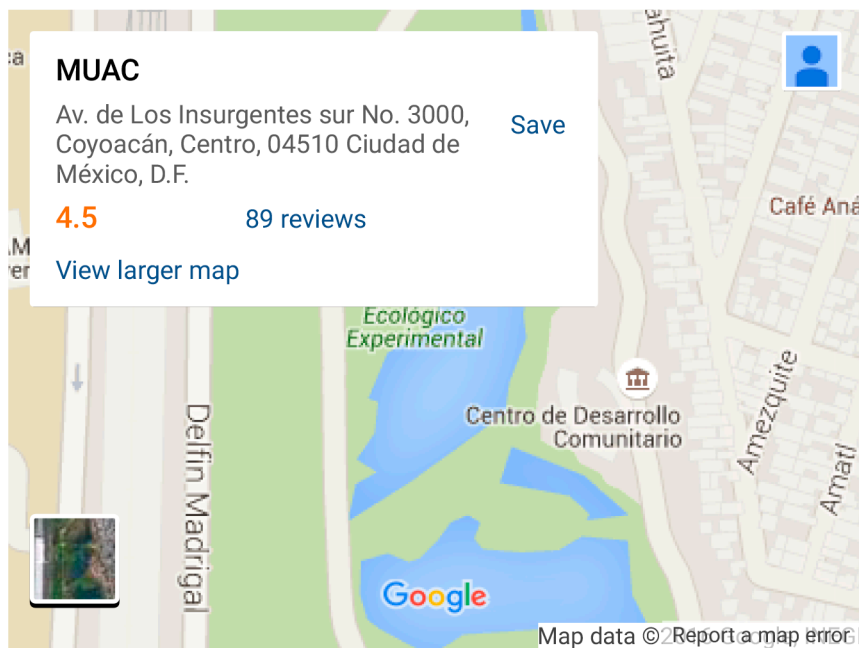 MUAC
Av. de Los Insurgentes sur No. 3000,
Coyoacán, Centro, 04510 Ciudad de
México, D.F.
Save
4.5
89 reviews
View larger map
Ecológico
Experimental
Centro de Desarrollo
Comunitario
Delfín Madrigal
Amezquite
Café
Google
Map data ©
Report a map error